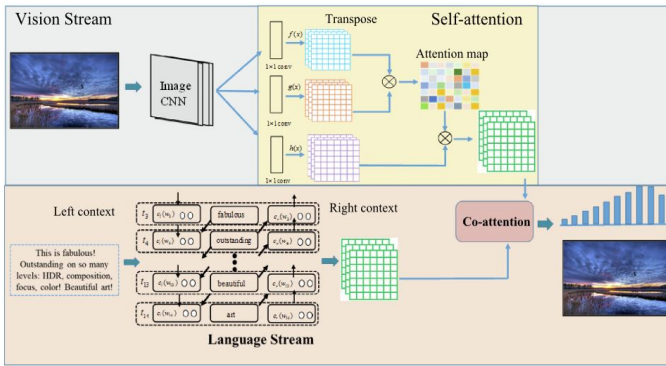 Vision Stream
Transpose
Self-attention
f(x)
1×1 conv
Image
CNN
g(x)
1×1 conv
h(x)
1×1 conv
Attention map
Left context
Right context
fabulous
outstanding
beautiful
art
This is fabulous!
Outstanding on so many
levels: HDR, composition,
focus, color! Beautiful art!
Language Stream
Co-attention